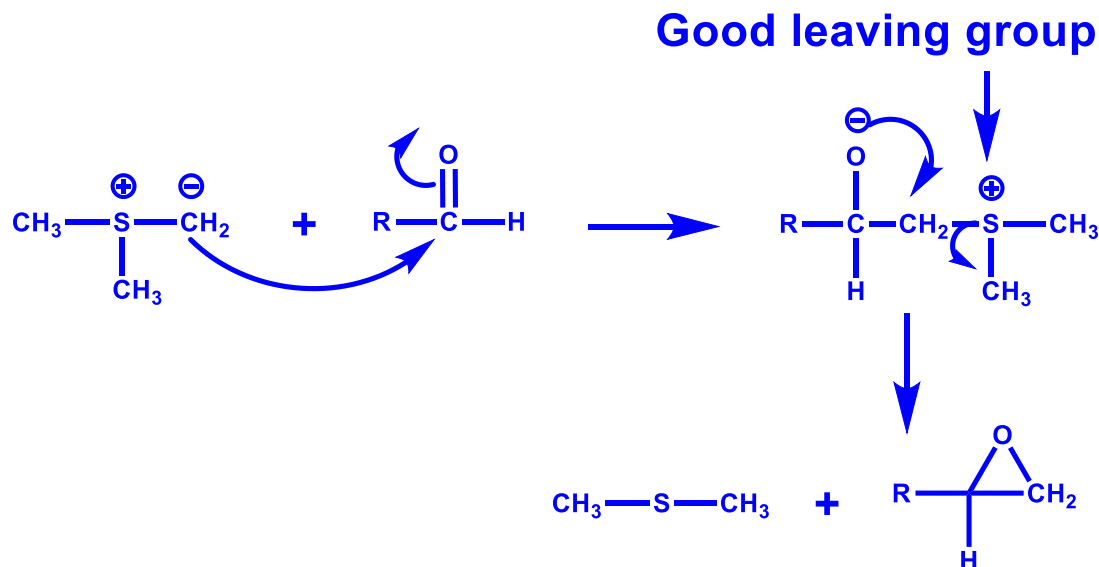 Good leaving group
⊖
O
⊕ ⊖ O ⊕
CH3 S CH2 + R C H R C CH2 S CH3
CH3 H CH3
O
CH3 S CH3 + R CH2
H